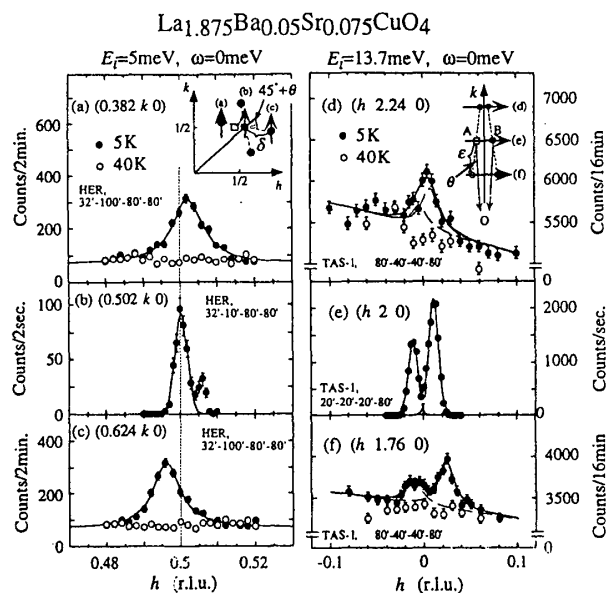 La1.875Ba0.05Sr0.075CuO4
Ei=5meV, ω=0meV
Ei=13.7meV, ω=0meV
(a) (0.382 k 0)
5K
40K
HER,
32'-100'-80'-80'
k
(b)
45°+θ
(a)
(c)
1/2
δ
1/2
h
600
400
200
0
Counts/2min.
(b) (0.502 k 0)
HER,
32'-10'-80'-80'
100
75
50
25
0
Counts/2sec.
(c) (0.624 k 0)
HER,
32'-100'-80'-80'
400
200
0
Counts/2min.
0.48
0.5
0.52
h (r.l.u.)
(d) (h 2.24 0)
5K
40K
k
(d)
A
B
(e)
ε
(f)
θ
O
TAS-1, 80'-40'-40'-80'
7000
6500
6000
5500
0
Counts/16min
(e) (h 2 0)
TAS-1,
20'-20'-20'-80'
2000
1000
0
Counts/sec.
(f) (h 1.76 0)
TAS-1, 80'-40'-40'-80'
4000
3500
0
Counts/16min
-0.1
0
0.1
h (r.l.u.)